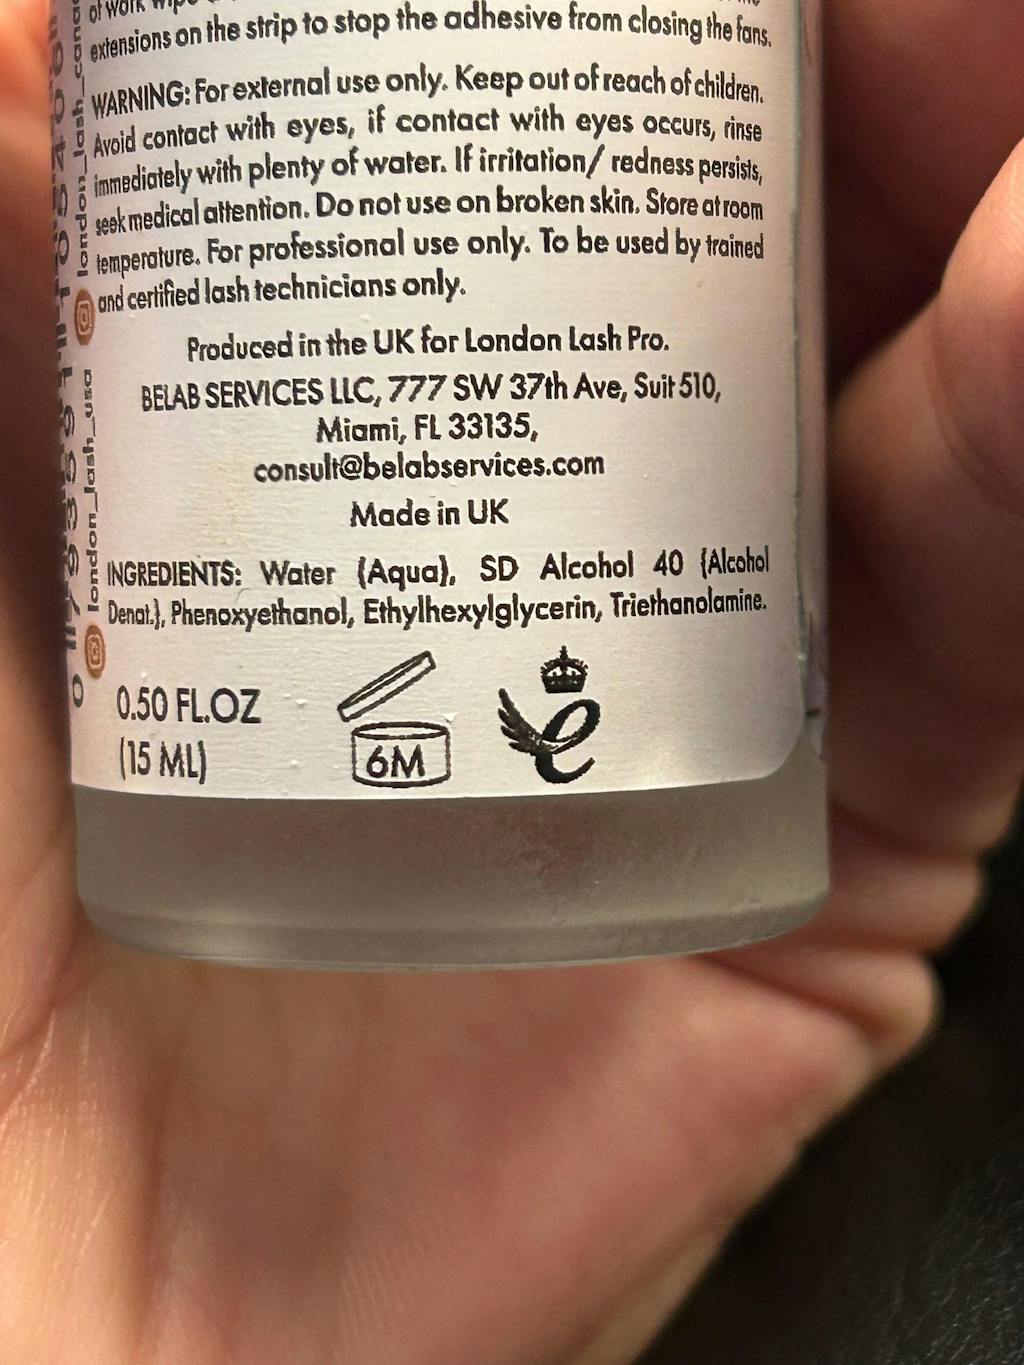 of work wipe
extensions on the strip to stop the adhesive from closing the fans.
WARNING: For external use only. Keep out of reach of children.
Avoid contact with eyes, if contact with eyes occurs, rinse
immediately with plenty of water. If irritation/ redness persists,
seek medical attention. Do not use on broken skin. Store at room
temperature. For professional use only. To be used by trained
and certified lash technicians only.
Produced in the UK for London Lash Pro.
BELAB SERVICES LLC, 777 SW 37th Ave, Suit 510,
Miami, FL 33135,
consult@belabservices.com
Made in UK
INGREDIENTS: Water {Aqua}, SD Alcohol 40 {Alcohol
Denat.}, Phenoxyethanol, Ethylhexylglycerin, Triethanolamine.
0.50 FL.OZ
(15 ML)
6M
e
london_lash_usa
london_lash_canada